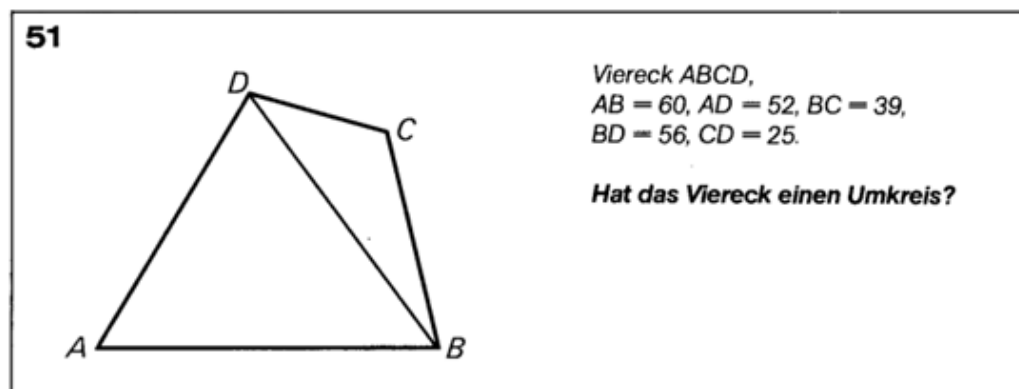 51
D
C
A
B
Viereck ABCD,
AB = 60, AD = 52, BC = 39,
BD = 56, CD = 25.
Hat das Viereck einen Umkreis?